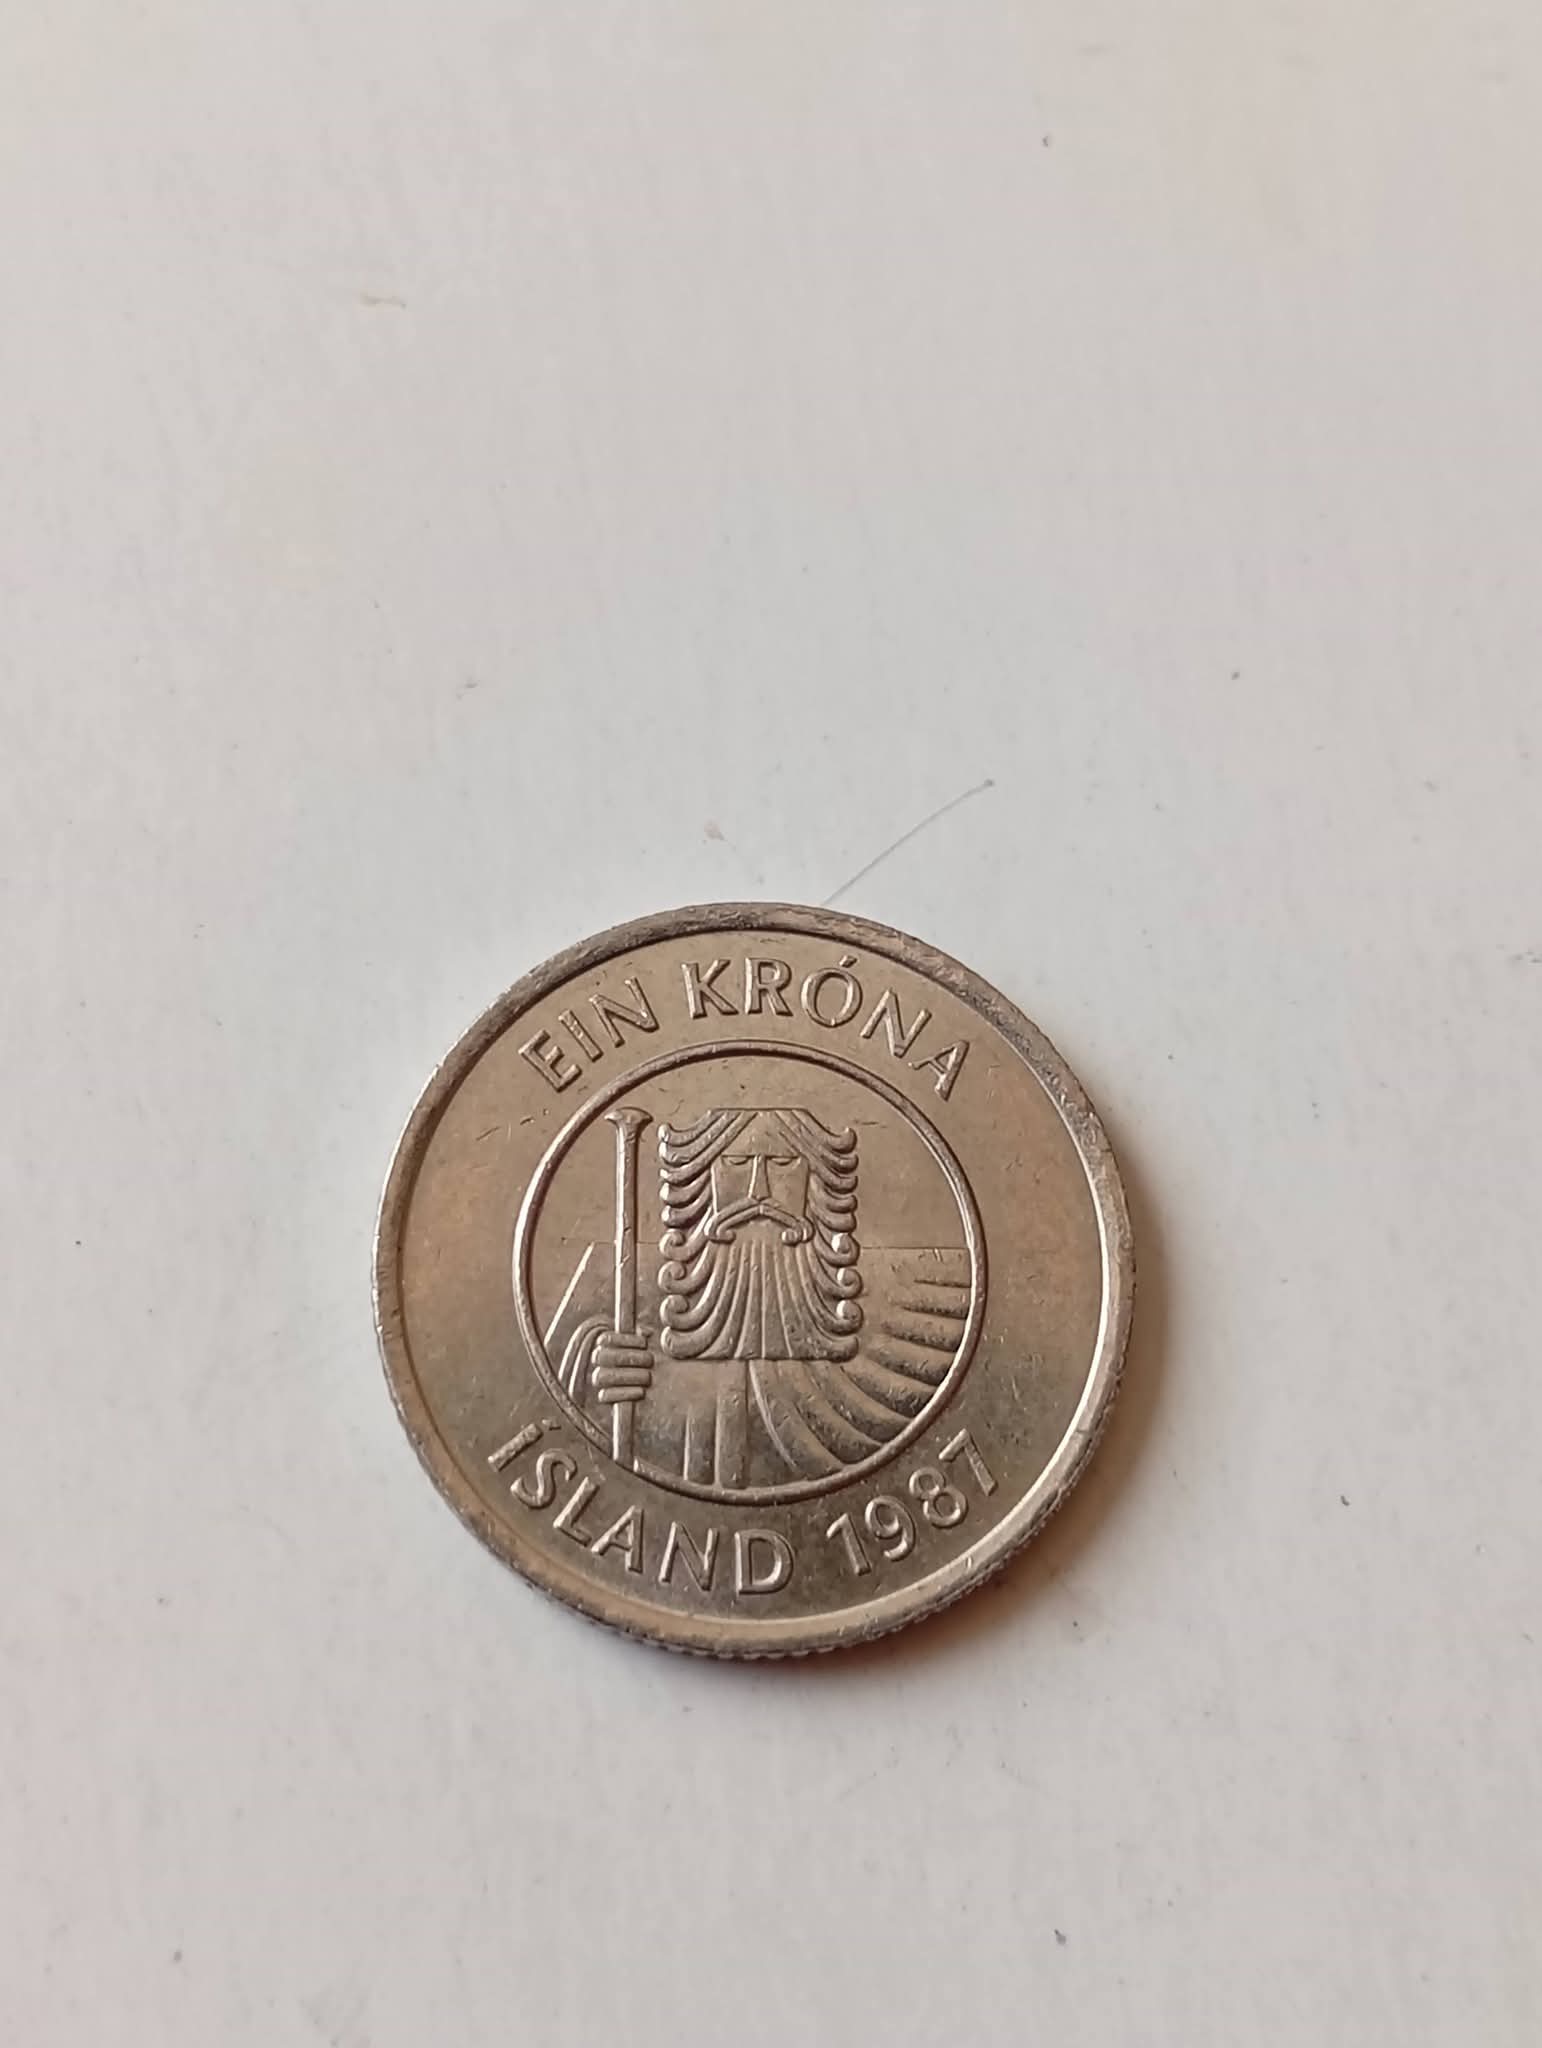 EIN KRÓNA
ÍSLAND 1987